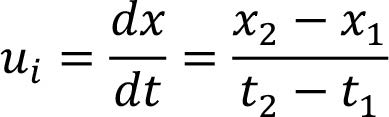 u_i = dx/dt = (x_2 − x_1)/(t_2 − t_1)